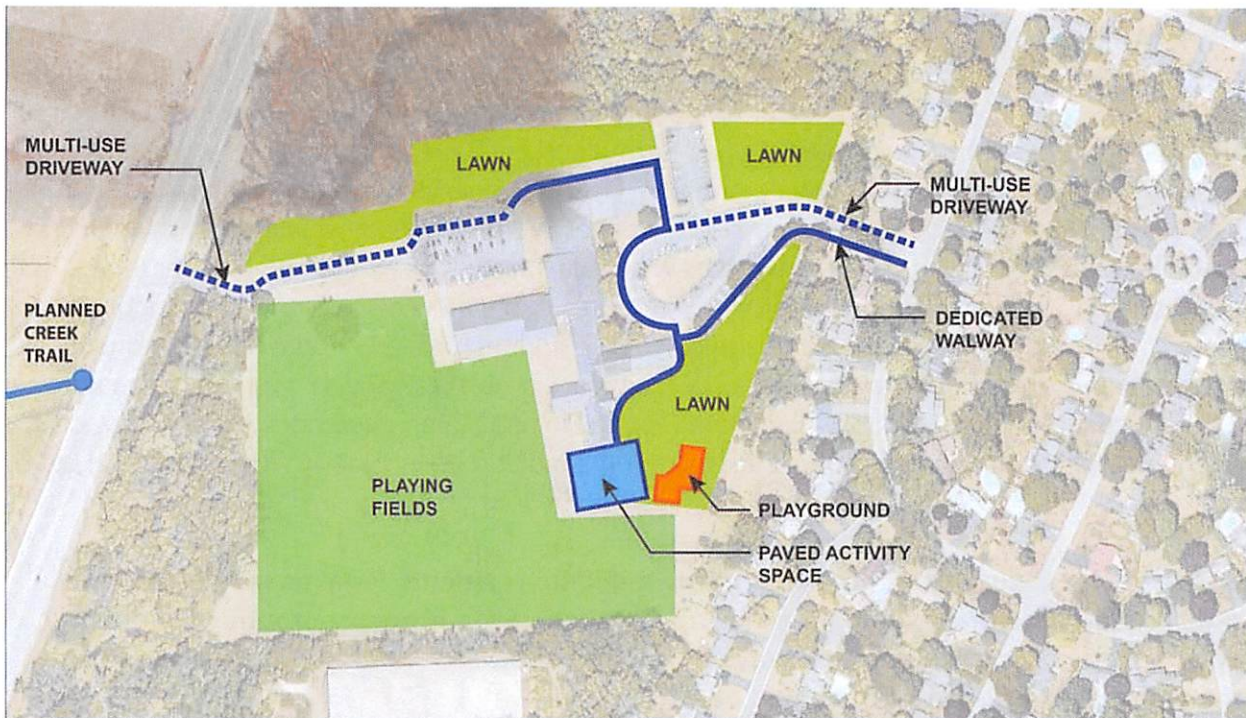 MULTI-USE
DRIVEWAY
LAWN
LAWN
MULTI-USE
DRIVEWAY
PLANNED
CREEK
TRAIL
DEDICATED
WALWAY
LAWN
PLAYING
FIELDS
PLAYGROUND
PAVED ACTIVITY
SPACE